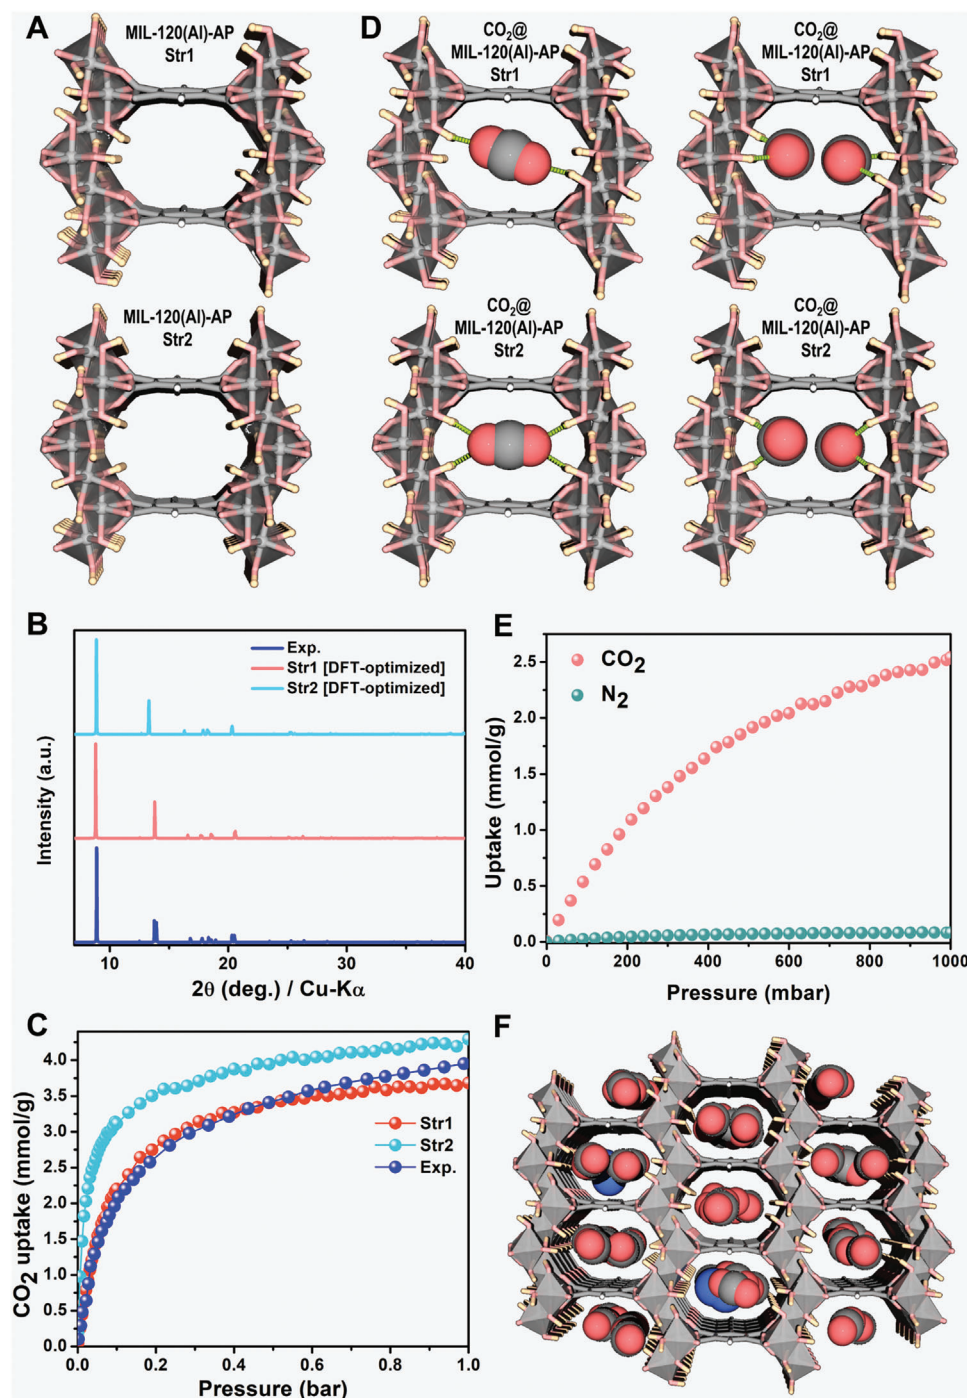 A
MIL-120(Al)-AP
Str1
MIL-120(Al)-AP
Str2
D
CO2@
MIL-120(Al)-AP
Str1
CO2@
MIL-120(Al)-AP
Str1
CO2@
MIL-120(Al)-AP
Str2
CO2@
MIL-120(Al)-AP
Str2
B
Exp.
Str1 [DFT-optimized]
Str2 [DFT-optimized]
Intensity (a.u.)
10 20 30 40
2θ (deg.) / Cu-Kα
E
CO2
N2
2.5
2.0
1.5
1.0
0.5
0.0
Uptake (mmol/g)
0 200 400 600 800 1000
Pressure (mbar)
C
4.0
3.5
3.0
2.5
2.0
1.5
1.0
0.5
0.0
CO2 uptake (mmol/g)
Str1
Str2
Exp.
0.0 0.2 0.4 0.6 0.8 1.0
Pressure (bar)
F